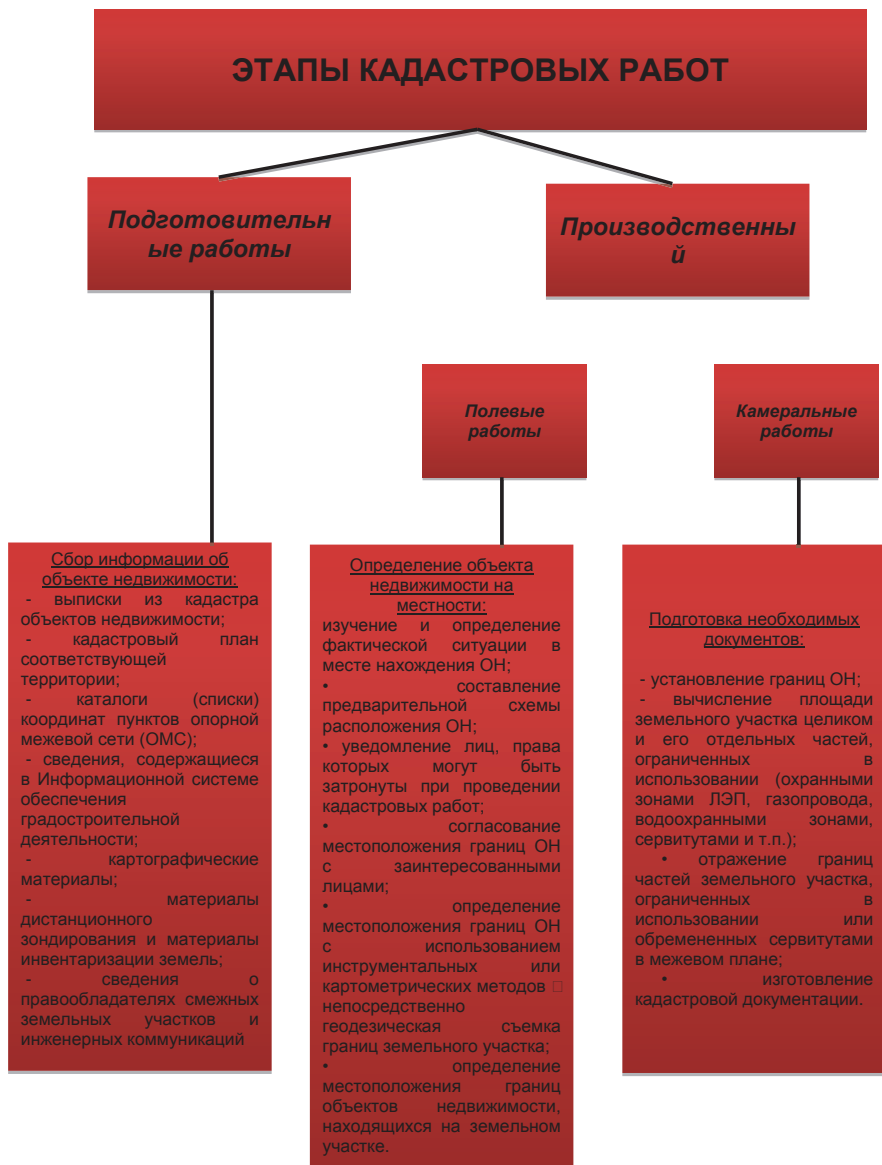 ЭТАПЫ КАДАСТРОВЫХ РАБОТ
Подготовительн
ые работы
Производственны
й
Полевые
работы
Камеральные
работы
Сбор информации об
объекте недвижимости:
- выписки из кадастра
объектов недвижимости;
- кадастровый план
соответствующей
территории;
- каталоги (списки)
координат пунктов опорной
межевой сети (ОМС);
- сведения, содержащиеся
в Информационной системе
обеспечения
градостроительной
деятельности;
- картографические
материалы;
- материалы
дистанционного
зондирования и материалы
инвентаризации земель;
- сведения о
правообладателях смежных
земельных участков и
инженерных коммуникаций
Определение объекта
недвижимости на
местности:
изучение и определение
фактической ситуации в
месте нахождения ОН;
• составление
предварительной схемы
расположения ОН;
• уведомление лиц, права
которых могут быть
затронуты при проведении
кадастровых работ;
• согласование
местоположения границ ОН
с заинтересованными
лицами;
• определение
местоположения границ ОН
с использованием
инструментальных или
картометрических методов 
непосредственно
геодезическая съемка
границ земельного участка;
• определение
местоположения границ
объектов недвижимости,
находящихся на земельном
участке.
Подготовка необходимых
документов:
- установление границ ОН;
- вычисление площади
земельного участка целиком
и его отдельных частей,
ограниченных в
использовании (охранными
зонами ЛЭП, газопровода,
водоохранными зонами,
сервитутами и т.п.);
• отражение границ
частей земельного участка,
ограниченных в
использовании или
обремененных сервитутами
в межевом плане;
• изготовление
кадастровой документации.